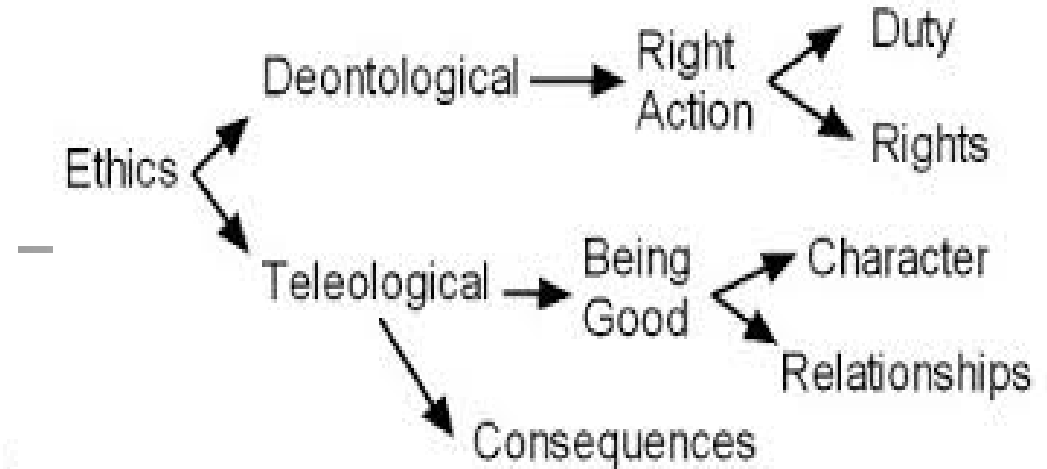 Duty
Deontological
Right
Action
Rights
Ethics
Teleological
Being
Good
Character
Relationships
Consequences